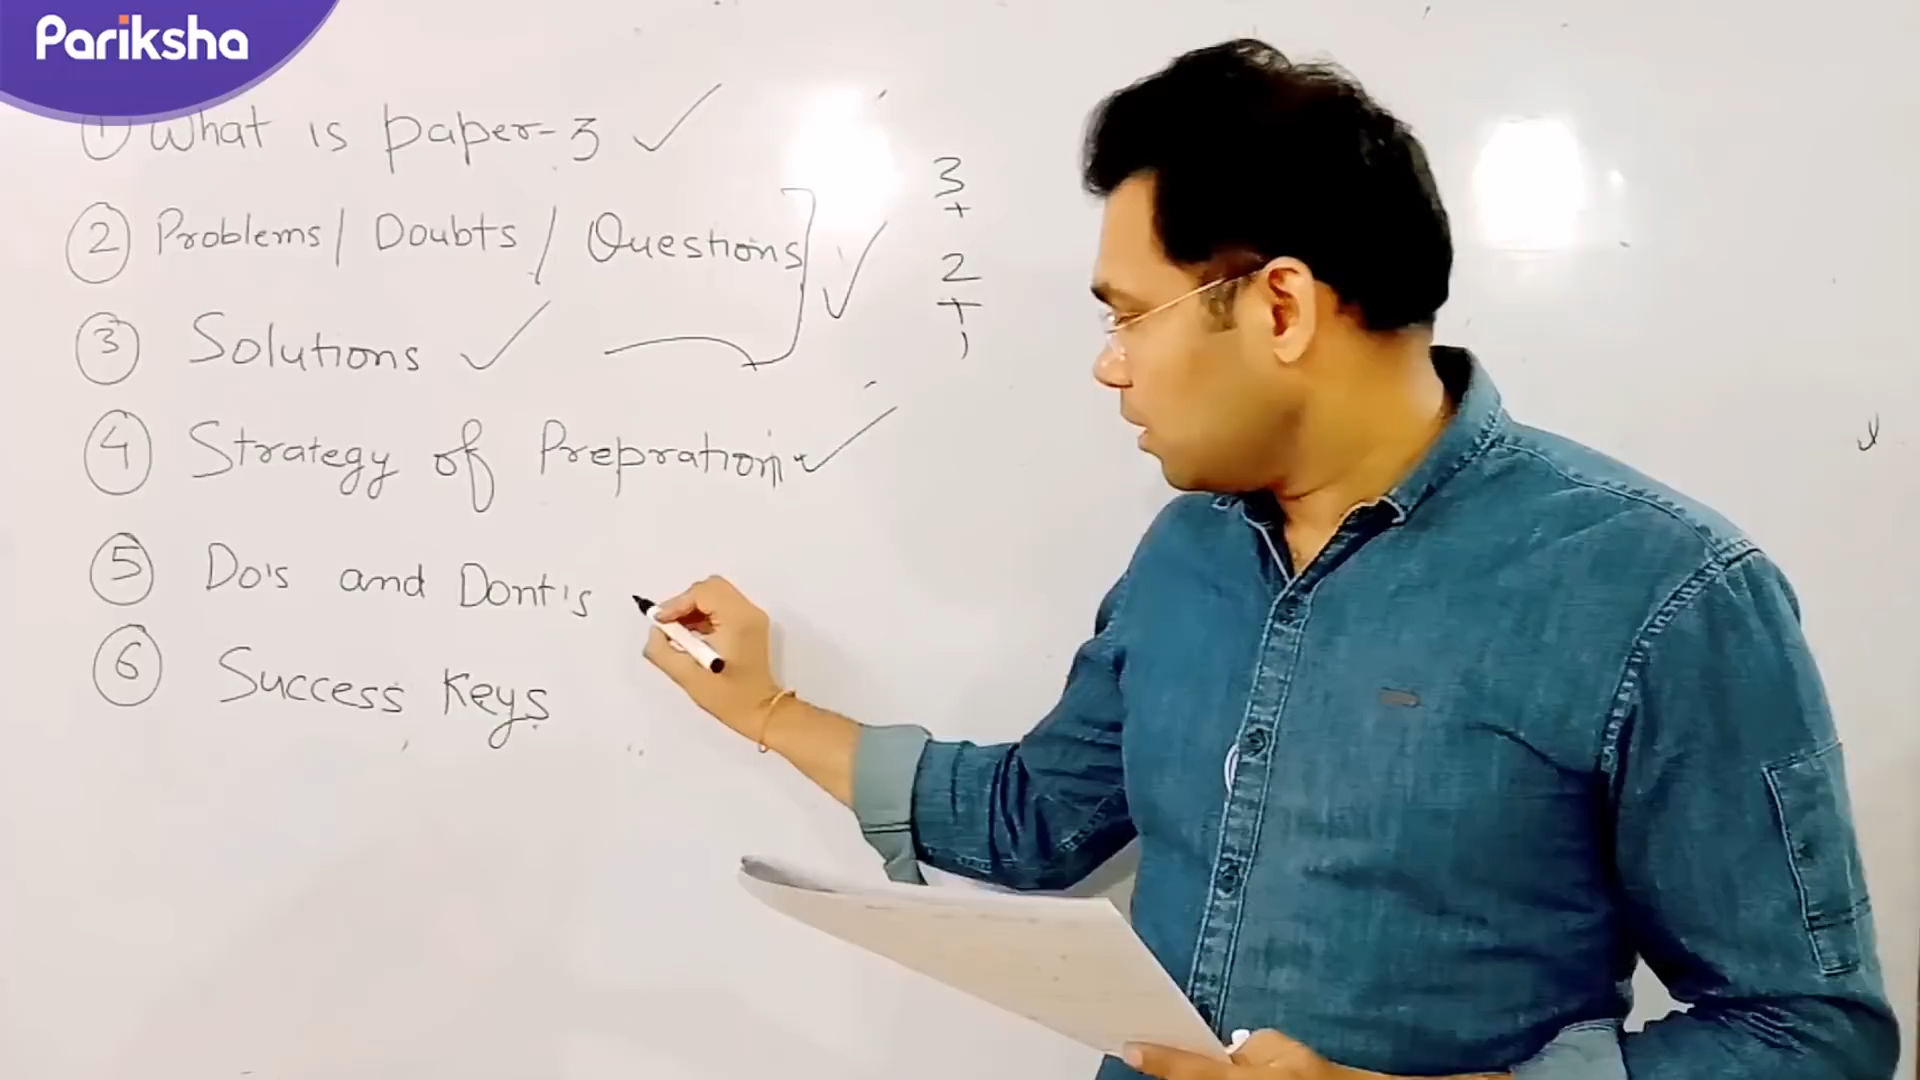 Pariksha
1 What is paper-3 ✓
2 Problems/ Doubts / Questions ✓
3 Solutions ✓
4 Strategy of Prepration ✓
5 Do's and Dont's
6 Success Keys
3
+
2
+
1